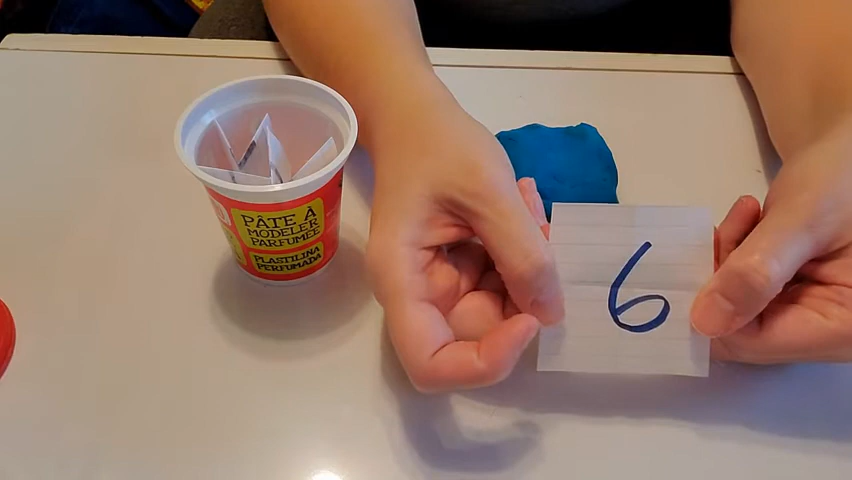 PÂTE À
MODELER
PARFUMÉE
PLASTILINA
PERFUMADA
6